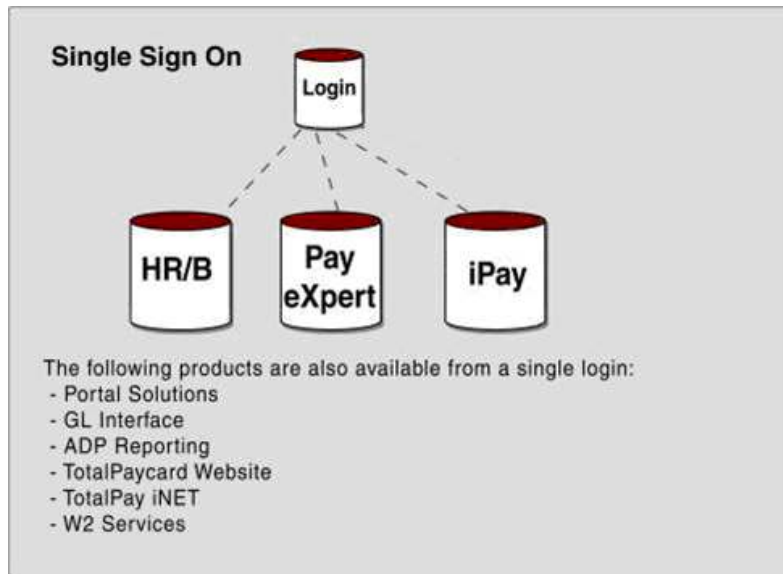 Single Sign On
Login
HR/B
Pay
eXpert
iPay
The following products are also available from a single login:
- Portal Solutions
- GL Interface
- ADP Reporting
- TotalPaycard Website
- TotalPay iNET
- W2 Services